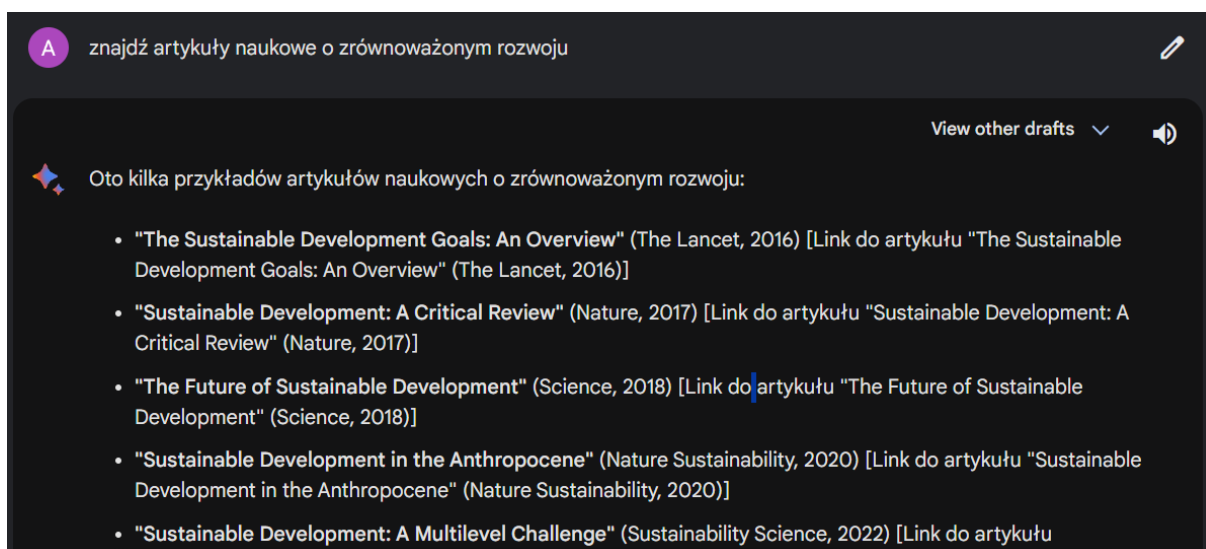 A
znajdź artykuły naukowe o zrównoważonym rozwoju
View other drafts
Oto kilka przykładów artykułów naukowych o zrównoważonym rozwoju:
• "The Sustainable Development Goals: An Overview" (The Lancet, 2016) [Link do artykułu "The Sustainable
Development Goals: An Overview" (The Lancet, 2016)]
• "Sustainable Development: A Critical Review" (Nature, 2017) [Link do artykułu "Sustainable Development: A
Critical Review" (Nature, 2017)]
• "The Future of Sustainable Development" (Science, 2018) [Link do artykułu "The Future of Sustainable
Development" (Science, 2018)]
• "Sustainable Development in the Anthropocene" (Nature Sustainability, 2020) [Link do artykułu "Sustainable
Development in the Anthropocene" (Nature Sustainability, 2020)]
• "Sustainable Development: A Multilevel Challenge" (Sustainability Science, 2022) [Link do artykułu